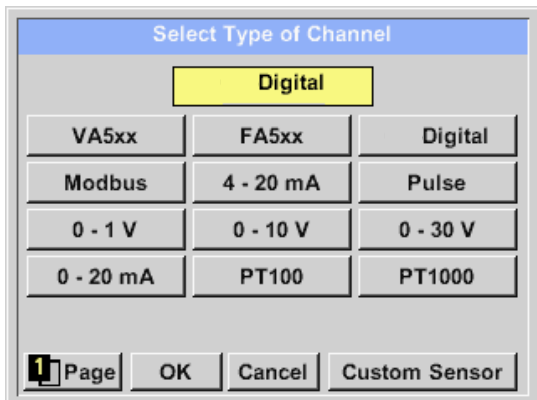 Select Type of Channel
Digital
VA5xx FA5xx Digital
Modbus 4 - 20 mA Pulse
0 - 1 V 0 - 10 V 0 - 30 V
0 - 20 mA PT100 PT1000
1 Page OK Cancel Custom Sensor